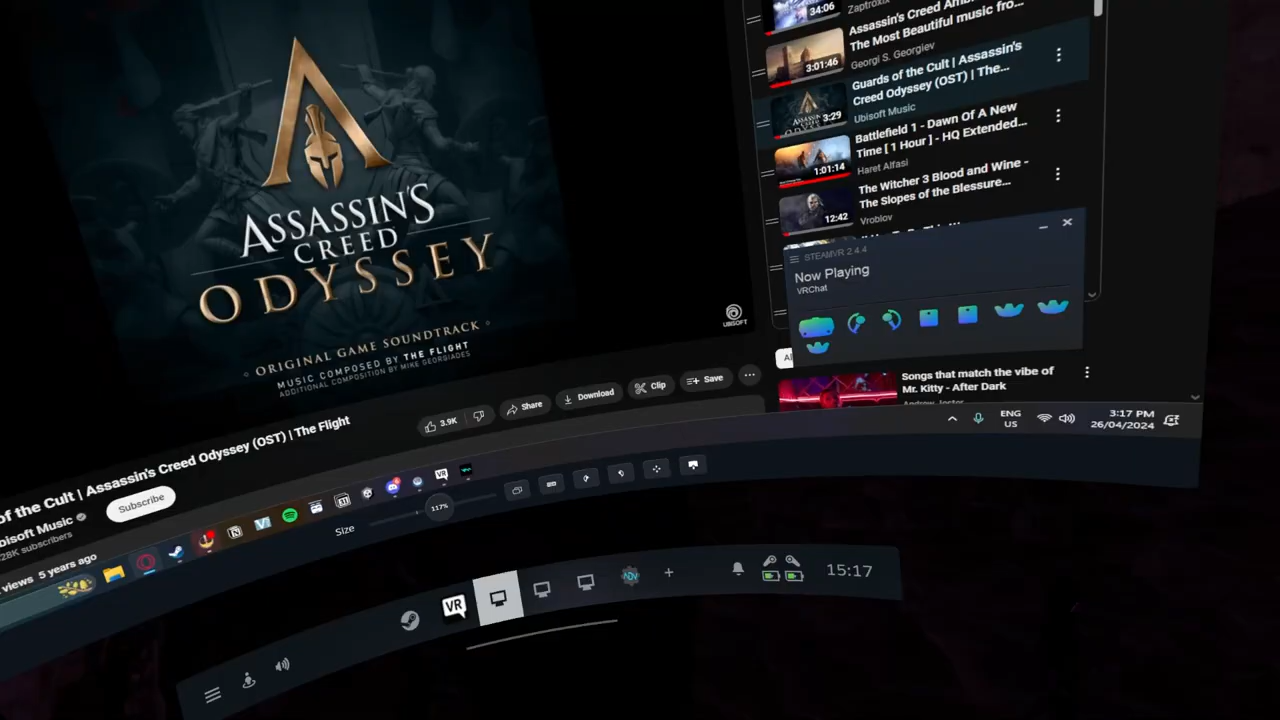 ASSASSIN'S
CREED
ODYSSEY
ORIGINAL GAME SOUNDTRACK
MUSIC COMPOSED BY THE FLIGHT
ADDITIONAL COMPOSITION BY MIKE GEORGIADES
UBISOFT
34:06
Zaptroxix
Assassin's Creed
The Most Beautiful music fro...
Georgi S. Georgiev
3:01:46
Guards of the Cult | Assassin's
Creed Odyssey (OST) | The...
Ubisoft Music
3:29
Battlefield 1 - Dawn Of A New
Time [ 1 Hour ] - HQ Extended...
Haret Alfasi
1:01:14
The Witcher 3 Blood and Wine -
The Slopes of the Blessure...
Vroblov
12:42
STEAMVR 2.4.4
Now Playing
VRChat
Songs that match the vibe of
Mr. Kitty - After Dark
of the Cult | Assassin's Creed Odyssey (OST) | The Flight
3.9K
Share
Download
Clip
Save
Ubisoft Music
28K subscribers
Subscribe
views 5 years ago
ENG
US
3:17 PM
26/04/2024
VR
Size
117%
VR
ADV
15:17